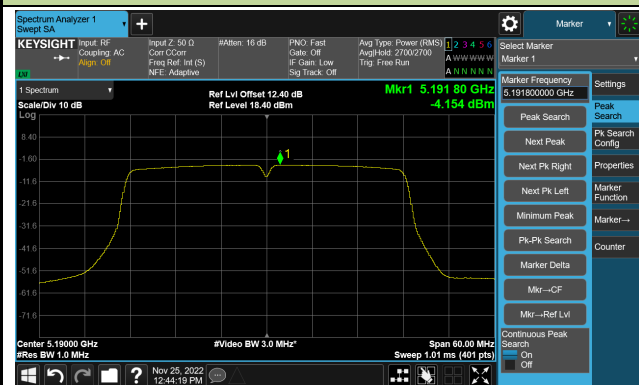 Spectrum Analyzer 1
Swept SA
Marker
KEYSIGHT
Input: RF
Coupling: AC
Align: Off
Input Z: 50 Ω
Corr CCorr
Freq Ref: Int (S)
NFE: Adaptive
#Atten: 16 dB
PNO: Fast
Gate: Off
IF Gain: Low
Sig Track: Off
Avg Type: Power (RMS)
Avg|Hold: 2700/2700
Trig: Free Run
1 2 3 4 5 6
A W W W W W
A N N N N N
LXI
Select Marker
Marker 1
1 Spectrum
Scale/Div 10 dB
Log
Ref Lvl Offset 12.40 dB
Ref Level 18.40 dBm
Mkr1 5.191 80 GHz
-4.154 dBm
8.40
-1.60
-11.6
-21.6
-31.6
-41.6
-51.6
-61.6
-71.6
1
Center 5.19000 GHz
#Res BW 1.0 MHz
#Video BW 3.0 MHz*
Span 60.00 MHz
Sweep 1.01 ms (401 pts)
Marker Frequency
5.191800000 GHz
Peak Search
Next Peak
Next Pk Right
Next Pk Left
Minimum Peak
Pk-Pk Search
Marker Delta
Mkr→CF
Mkr→Ref Lvl
Continuous Peak
Search
On
Off
Settings
Peak
Search
Pk Search
Config
Properties
Marker
Function
Marker→
Counter
Nov 25, 2022
12:44:19 PM